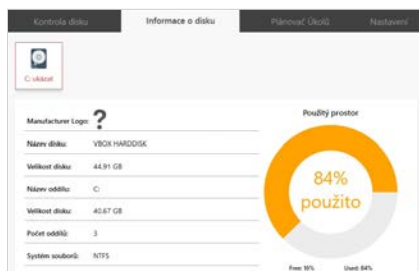 Kontrola disku
Informace o disku
Plánovač Úkolů
Nastavení
C: ukázat
Manufacturer Logo: ?
Název disku: VBOX HARDDISK
Velikost disku: 44.91 GB
Název oddílu: C:
Velikost disku: 40.67 GB
Počet oddílů: 3
Systém souborů: NTFS
Použitý prostor
84%
použito
Free: 16% Used: 84%